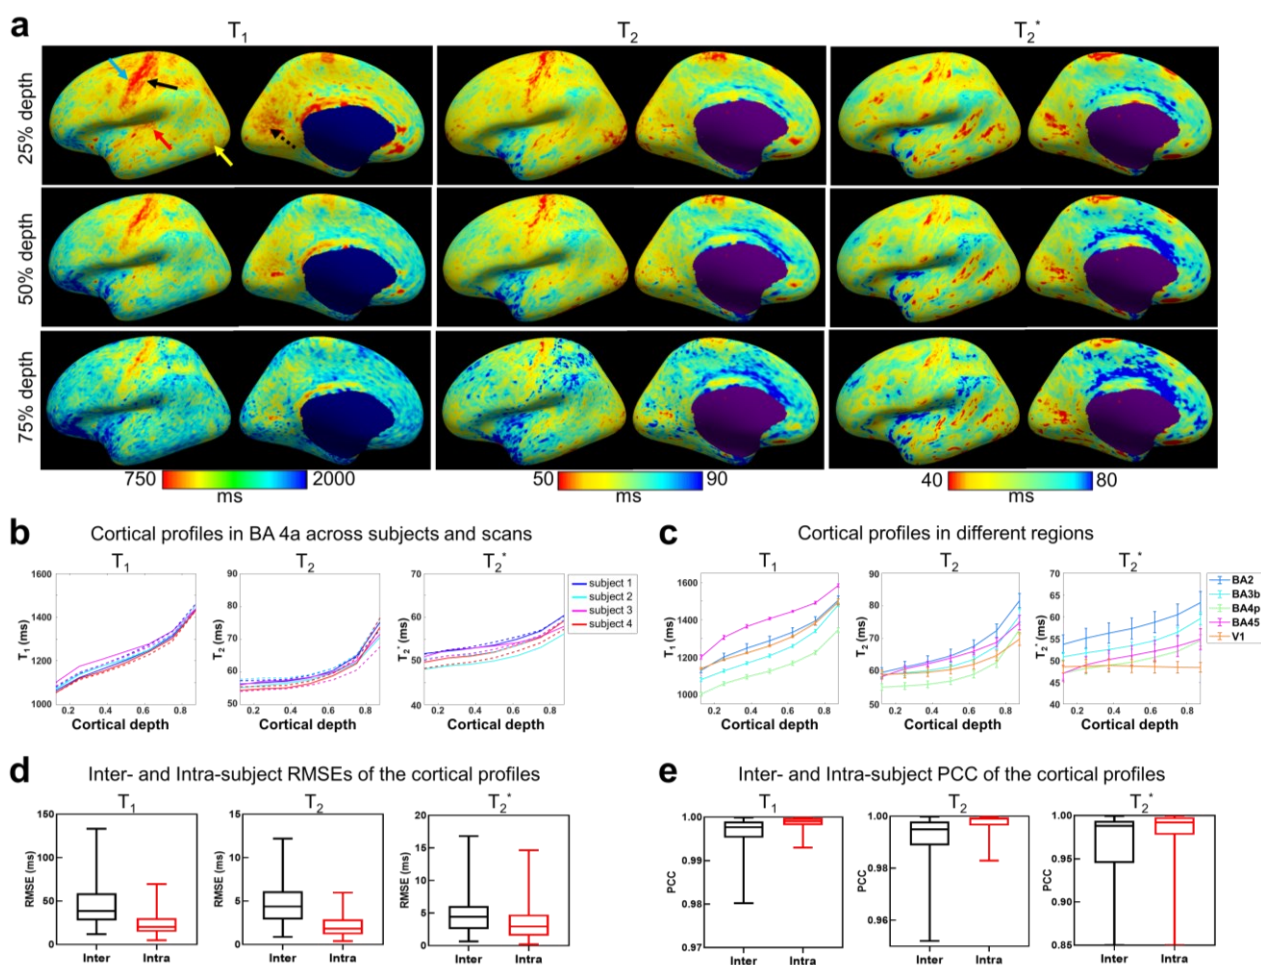 a
T1 T2 T2*
25% depth
50% depth
75% depth
750 2000
ms
50 90
ms
40 80
ms
b Cortical profiles in BA 4a across subjects and scans
T1 T2 T2*
1600
1400
1200
1000
T1 (ms)
0.2 0.4 0.6 0.8
Cortical depth
90
80
70
60
50
T2 (ms)
0.2 0.4 0.6 0.8
Cortical depth
70
60
50
40
T2* (ms)
0.2 0.4 0.6 0.8
Cortical depth
subject 1
subject 2
subject 3
subject 4
c Cortical profiles in different regions
T1 T2 T2*
1600
1400
1200
1000
T1 (ms)
0.2 0.4 0.6 0.8
Cortical depth
90
80
70
60
50
T2 (ms)
0.2 0.4 0.6 0.8
Cortical depth
70
65
60
55
50
45
40
T2* (ms)
0.2 0.4 0.6 0.8
Cortical depth
BA2
BA3b
BA4p
BA45
V1
d Inter- and Intra-subject RMSEs of the cortical profiles
T1 T2 T2*
150
100
50
0
RMSE (ms)
Inter Intra
15
10
5
0
RMSE (ms)
Inter Intra
20
15
10
5
0
RMSE (ms)
Inter Intra
e Inter- and Intra-subject PCC of the cortical profiles
T1 T2 T2*
1.00
0.99
0.98
0.97
PCC
Inter Intra
1.00
0.98
0.96
PCC
Inter Intra
1.00
0.95
0.90
0.85
PCC
Inter Intra